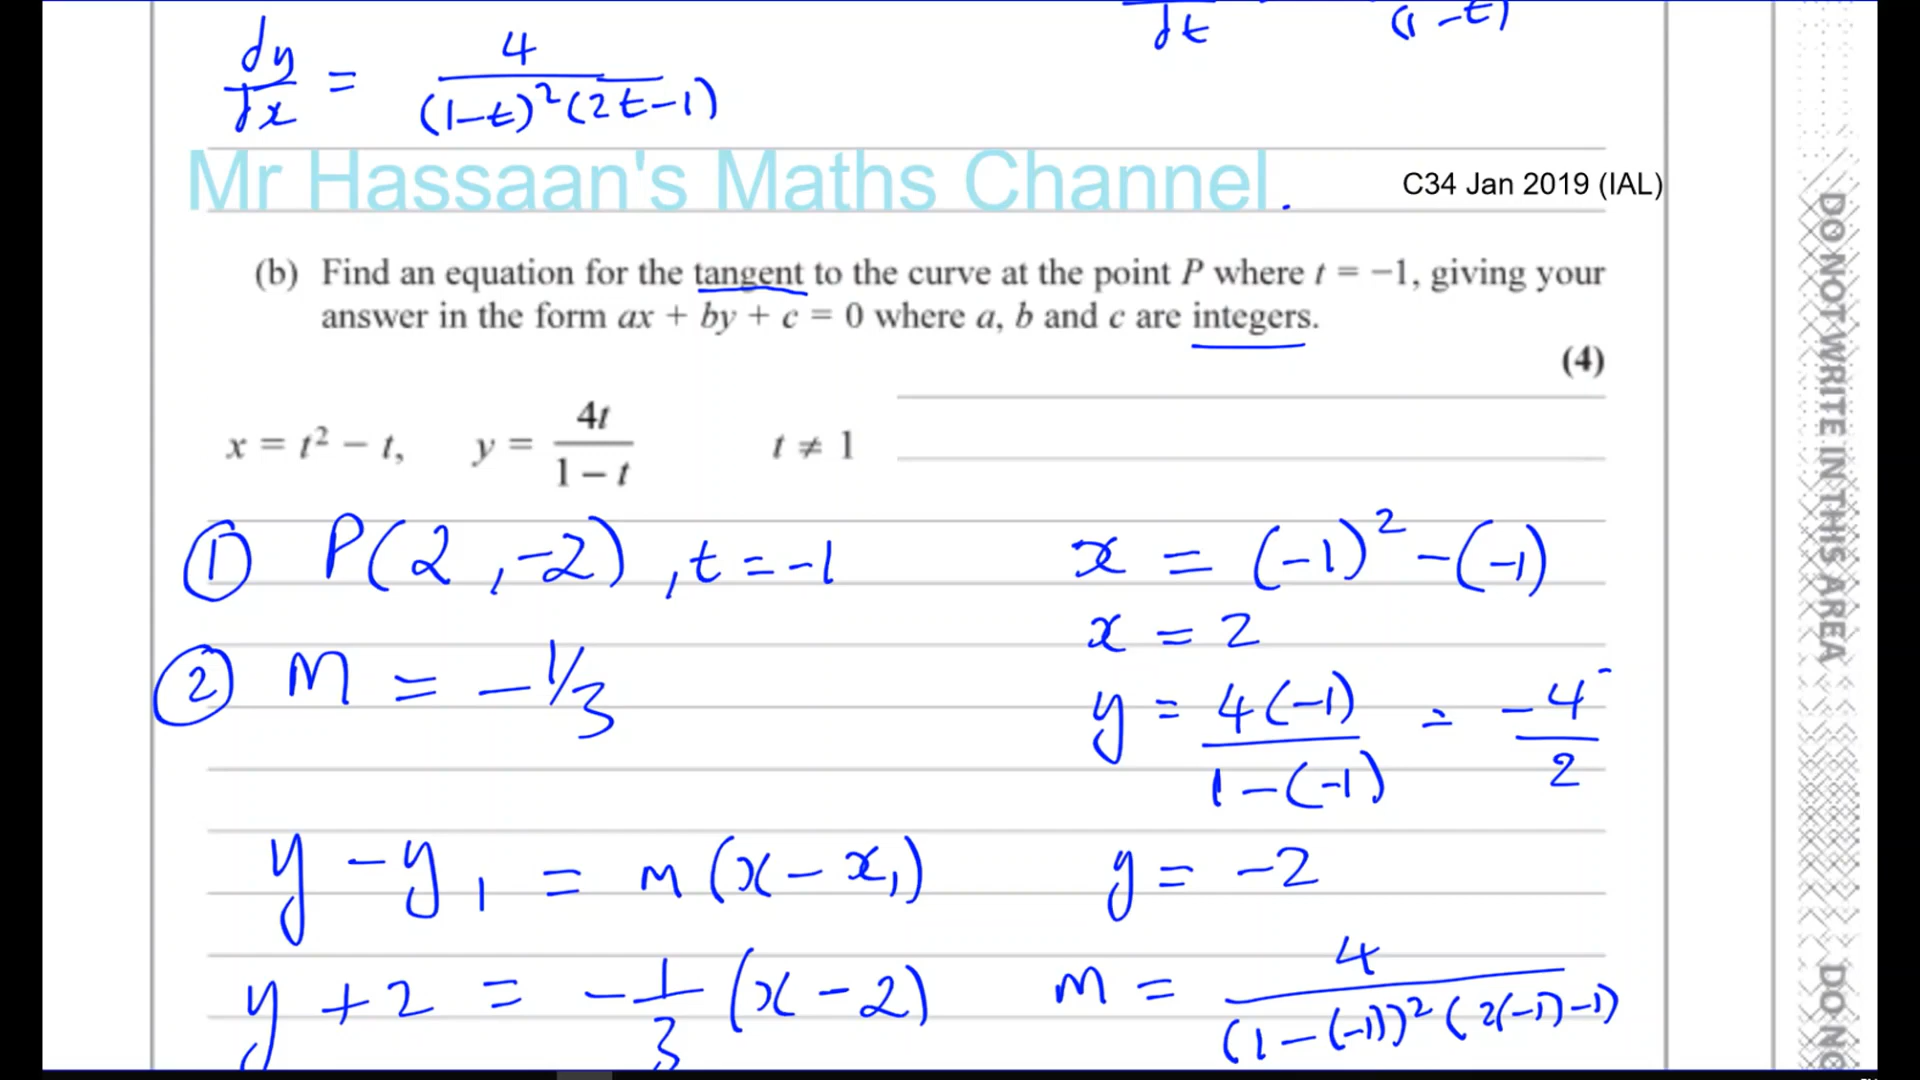 dy/dx = 4/((1-t)²(2t-1))
dt (1-t)
Mr Hassaan's Maths Channel.
C34 Jan 2019 (IAL)
(b) Find an equation for the tangent to the curve at the point P where t = −1, giving your
answer in the form ax + by + c = 0 where a, b and c are integers.
(4)
x = t² − t, y = 4t/(1 − t) t ≠ 1
① P(2, -2), t = -1
x = (-1)² - (-1)
x = 2
② m = -1/3
y = 4(-1)/(1-(-1)) = -4/2
y - y₁ = m(x - x₁)
y = -2
y + 2 = -1/3 (x - 2)
m = 4/((1-(-1))²(2(-1)-1))
DO NOT WRITE IN THIS AREA
DO NO